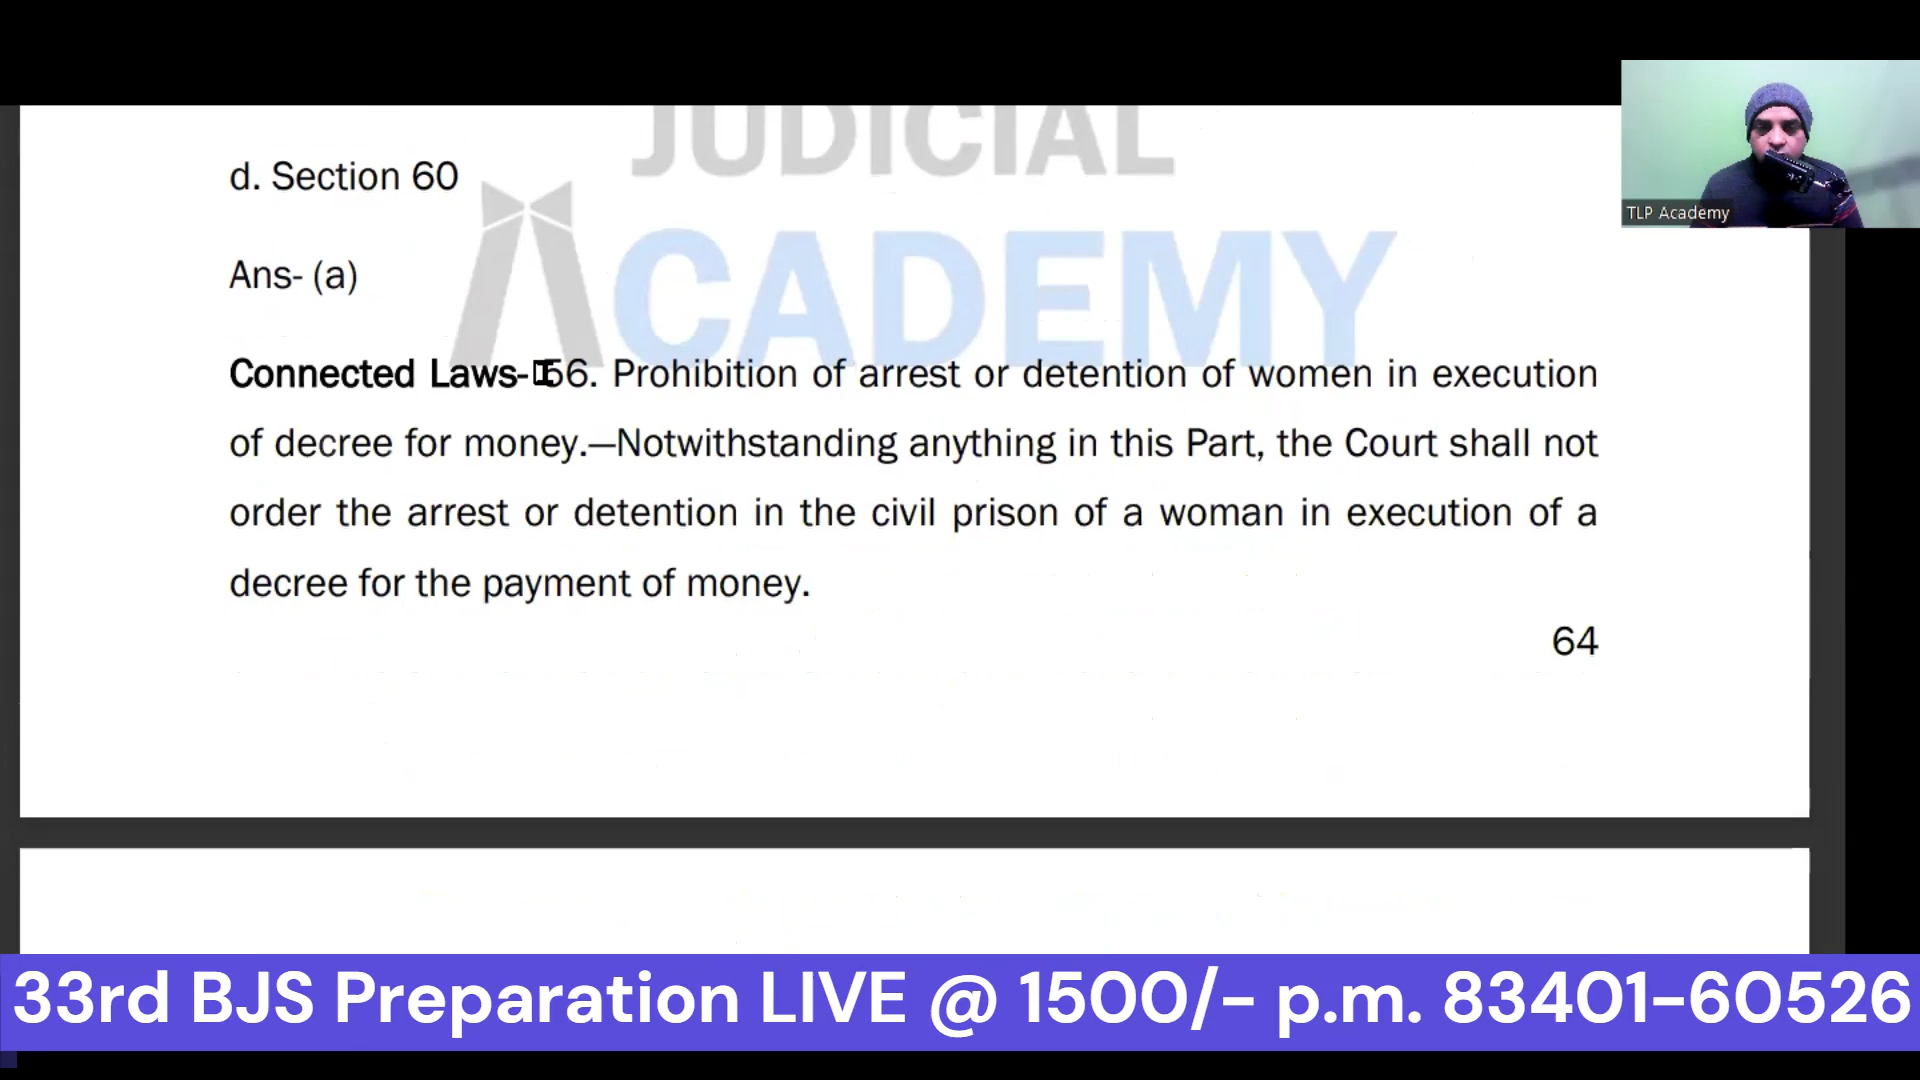 JUDICIAL
ACADEMY
d. Section 60
TLP Academy
Ans- (a)
Connected Laws- 56. Prohibition of arrest or detention of women in execution
of decree for money.—Notwithstanding anything in this Part, the Court shall not
order the arrest or detention in the civil prison of a woman in execution of a
decree for the payment of money.
64
33rd BJS Preparation LIVE @ 1500/- p.m. 83401-60526